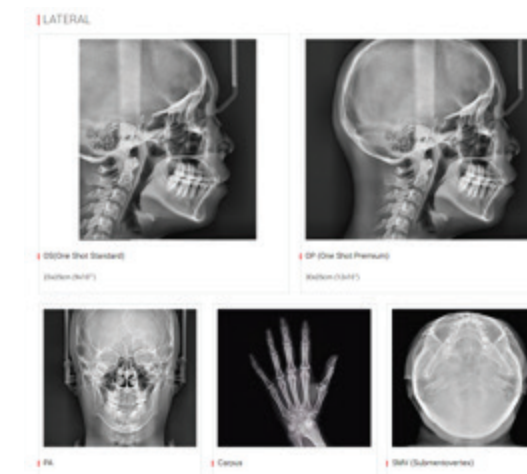 LATERAL
OS(One Shot Standard)
OP (One Shot Premium)
PA
Carpus
SMV (Submentovertex)